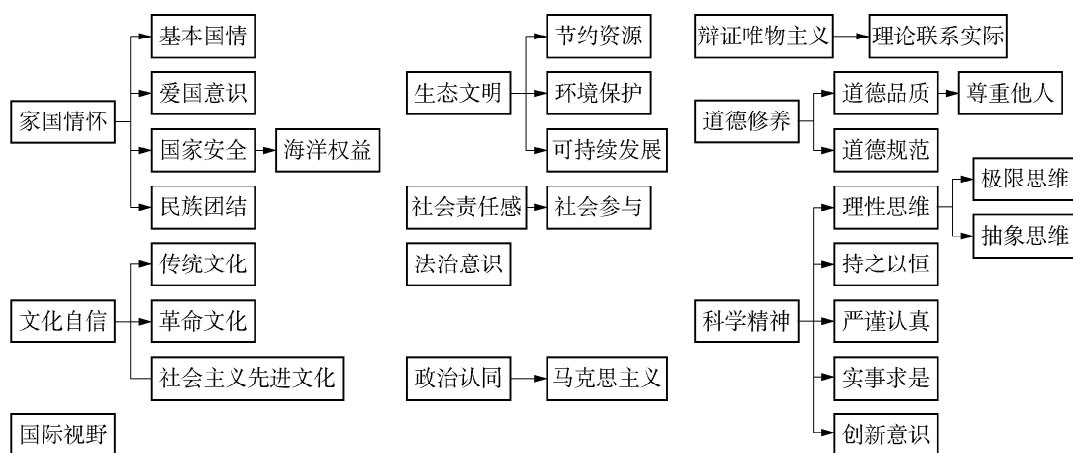 家国情怀
基本国情
爱国意识
国家安全
海洋权益
民族团结
文化自信
传统文化
革命文化
社会主义先进文化
国际视野
生态文明
节约资源
环境保护
可持续发展
社会责任感
社会参与
法治意识
政治认同
马克思主义
辩证唯物主义
理论联系实际
道德修养
道德品质
尊重他人
道德规范
科学精神
理性思维
极限思维
抽象思维
持之以恒
严谨认真
实事求是
创新意识